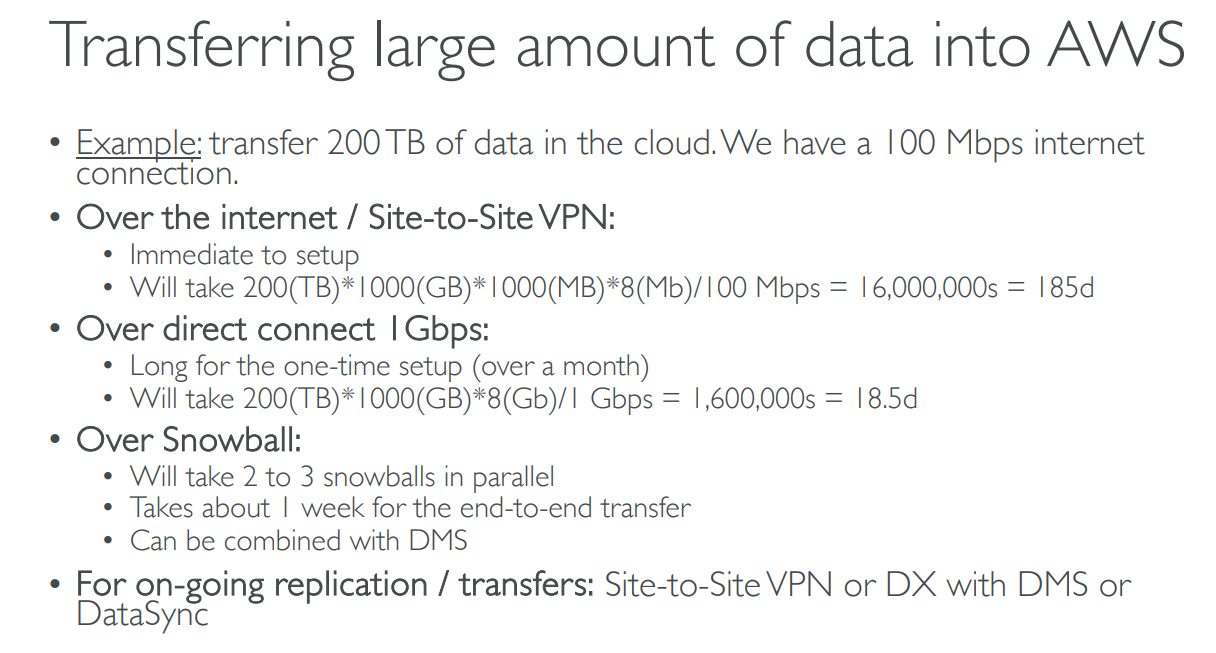 Transferring large amount of data into AWS
• Example: transfer 200 TB of data in the cloud. We have a 100 Mbps internet
connection.
• Over the internet / Site-to-Site VPN:
• Immediate to setup
• Will take 200(TB)*1000(GB)*1000(MB)*8(Mb)/100 Mbps = 16,000,000s = 185d
• Over direct connect 1Gbps:
• Long for the one-time setup (over a month)
• Will take 200(TB)*1000(GB)*8(Gb)/1 Gbps = 1,600,000s = 18.5d
• Over Snowball:
• Will take 2 to 3 snowballs in parallel
• Takes about 1 week for the end-to-end transfer
• Can be combined with DMS
• For on-going replication / transfers: Site-to-Site VPN or DX with DMS or
DataSync